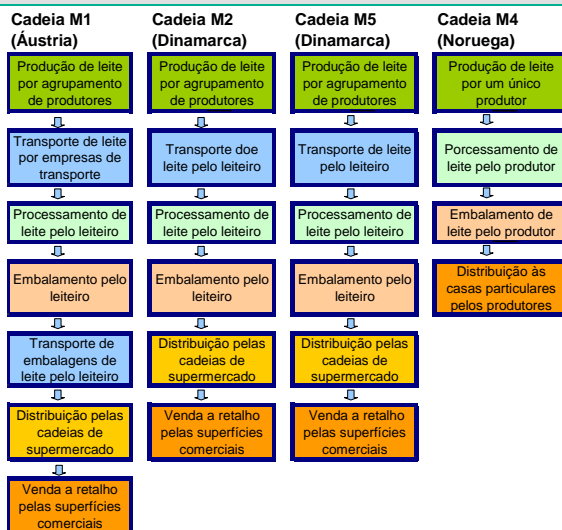 Cadeia M1
(Áustria)
Produção de leite
por agrupamento
de produtores
Transporte de leite
por empresas de
transporte
Processamento de
leite pelo leiteiro
Embalamento pelo
leiteiro
Transporte de
embalagens de
leite pelo leiteiro
Distribuição pelas
cadeias de
supermercado
Venda a retalho
pelas superfícies
comerciais
Cadeia M2
(Dinamarca)
Produção de leite
por agrupamento
de produtores
Transporte doe
leite pelo leiteiro
Processamento de
leite pelo leiteiro
Embalamento pelo
leiteiro
Distribuição pelas
cadeias de
supermercado
Venda a retalho
pelas superfícies
comerciais
Cadeia M5
(Dinamarca)
Produção de leite
por agrupamento
de produtores
Transporte de leite
pelo leiteiro
Processamento de
leite pelo leiteiro
Embalamento pelo
leiteiro
Distribuição pelas
cadeias de
supermercado
Venda a retalho
pelas superfícies
comerciais
Cadeia M4
(Noruega)
Produção de leite
por um único
produtor
Porcessamento de
leite pelo produtor
Embalamento de
leite pelo produtor
Distribuição às
casas particulares
pelos produtores